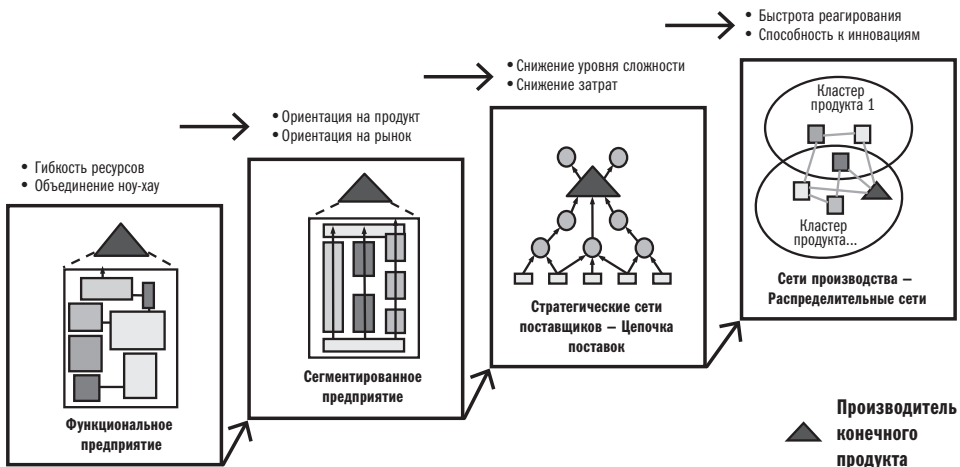 • Гибкость ресурсов
• Объединение ноу-хау
Функциональное
предприятие
• Ориентация на продукт
• Ориентация на рынок
Сегментированное
предприятие
• Снижение уровня сложности
• Снижение затрат
Стратегические сети
поставщиков – Цепочка
поставок
• Быстрота реагирования
• Способность к инновациям
Кластер
продукта 1
Кластер
продукта...
Сети производства –
Распределительные сети
Производитель
конечного
продукта